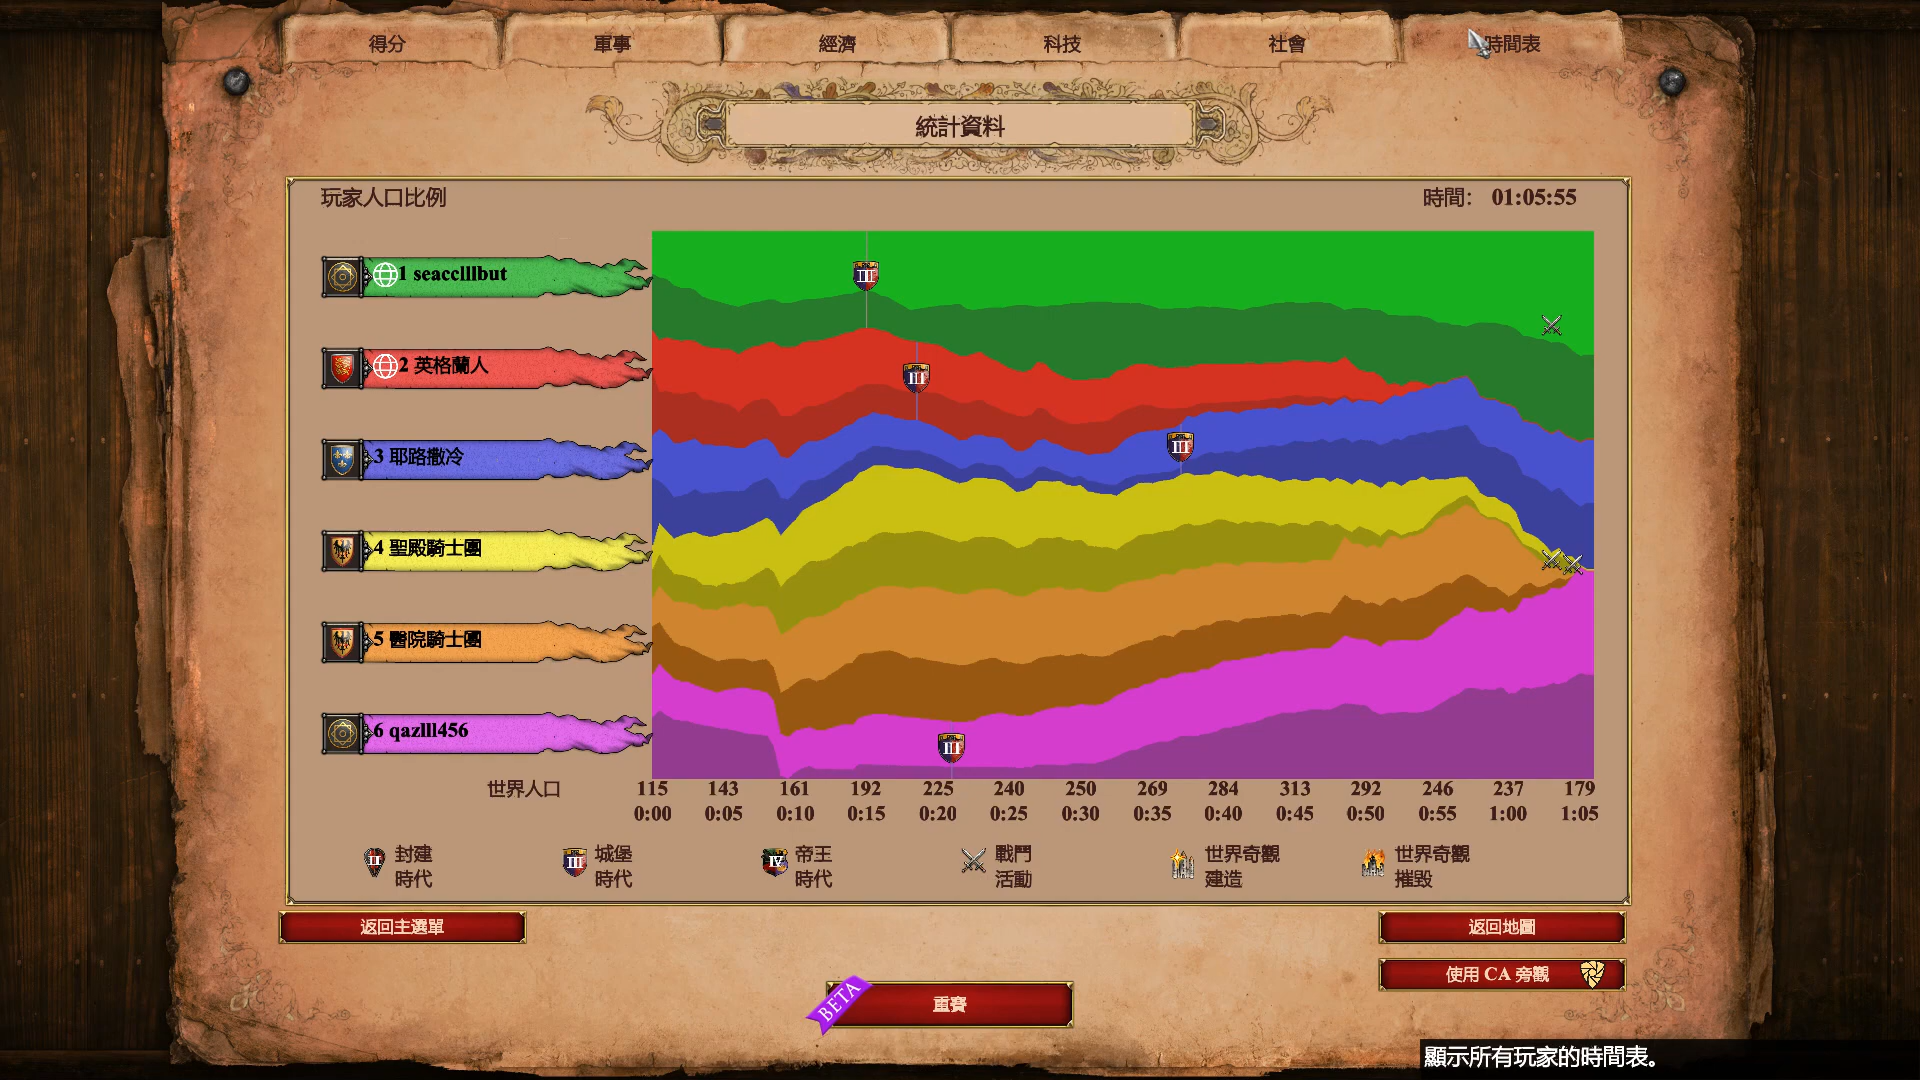 得分 軍事 經濟 科技 社會 時間表
統計資料
玩家人口比例
時間: 01:05:55
1 seacclllbut
2 英格蘭人
3 耶路撒冷
4 聖殿騎士團
5 醫院騎士團
6 qazlll456
世界人口 115 143 161 192 225 240 250 269 284 313 292 246 237 179
0:00 0:05 0:10 0:15 0:20 0:25 0:30 0:35 0:40 0:45 0:50 0:55 1:00 1:05
封建 城堡 帝王 戰鬥 世界奇觀 世界奇觀
時代 時代 時代 活動 建造 摧毀
返回主選單
返回地圖
使用 CA 旁觀
BETA
重賽
顯示所有玩家的時間表。